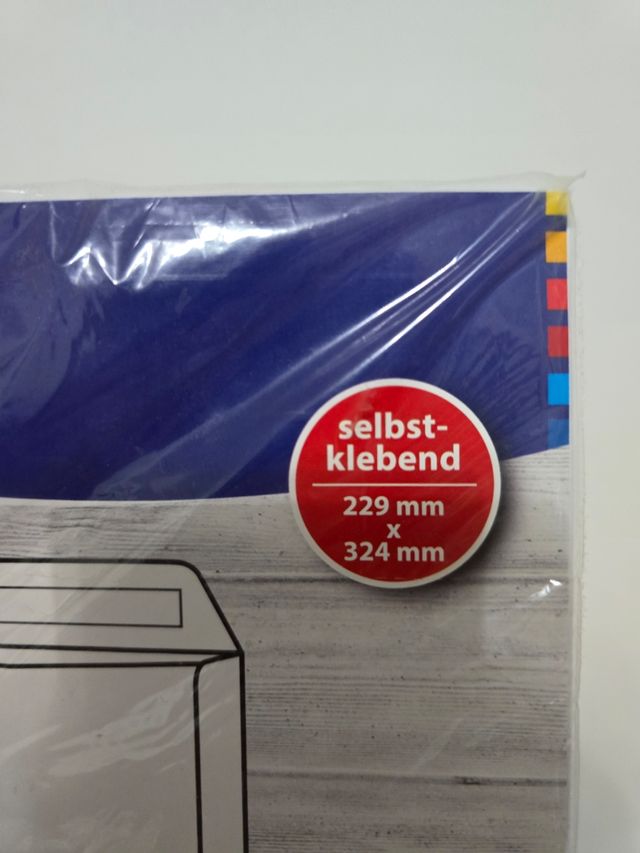 selbst-
klebend
229 mm
x
324 mm